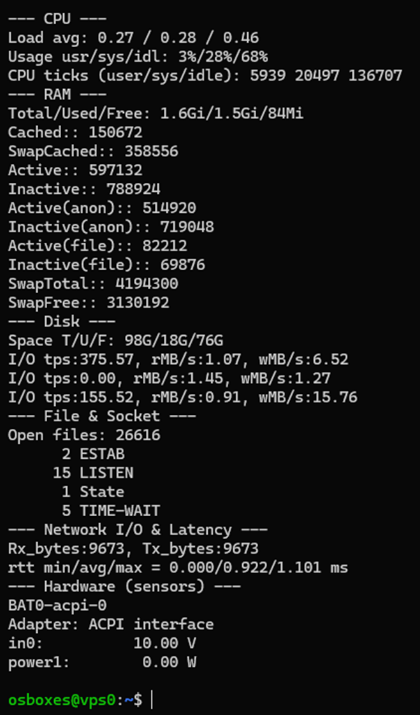 --- CPU ---
Load avg: 0.27 / 0.28 / 0.46
Usage usr/sys/idl: 3%/28%/68%
CPU ticks (user/sys/idle): 5939 20497 136707
--- RAM ---
Total/Used/Free: 1.6Gi/1.5Gi/84Mi
Cached:: 150672
SwapCached:: 358556
Active:: 597132
Inactive:: 788924
Active(anon):: 514920
Inactive(anon):: 719048
Active(file):: 82212
Inactive(file):: 69876
SwapTotal:: 4194300
SwapFree:: 3130192
--- Disk ---
Space T/U/F: 98G/18G/76G
I/O tps:375.57, rMB/s:1.07, wMB/s:6.52
I/O tps:0.00, rMB/s:1.45, wMB/s:1.27
I/O tps:155.52, rMB/s:0.91, wMB/s:15.76
--- File & Socket ---
Open files: 26616
2 ESTAB
15 LISTEN
1 State
5 TIME-WAIT
--- Network I/O & Latency ---
Rx_bytes:9673, Tx_bytes:9673
rtt min/avg/max = 0.000/0.922/1.101 ms
--- Hardware (sensors) ---
BAT0-acpi-0
Adapter: ACPI interface
in0: 10.00 V
power1: 0.00 W
osboxes@vps0:~$